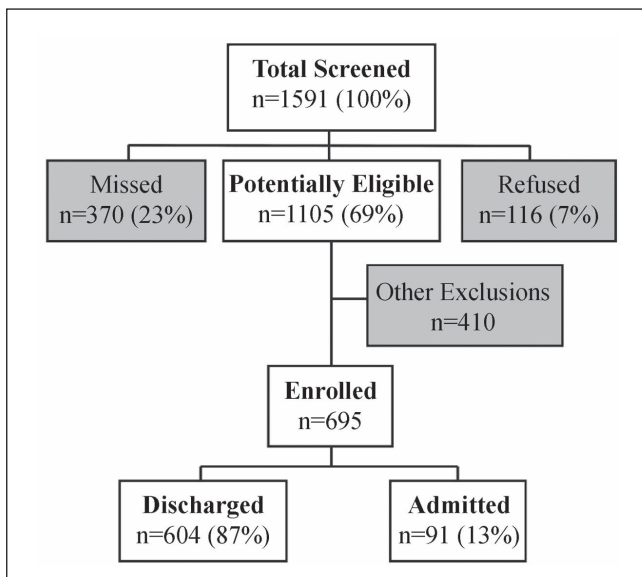 Total Screened
n=1591 (100%)
Missed
n=370 (23%)
Potentially Eligible
n=1105 (69%)
Refused
n=116 (7%)
Other Exclusions
n=410
Enrolled
n=695
Discharged
n=604 (87%)
Admitted
n=91 (13%)